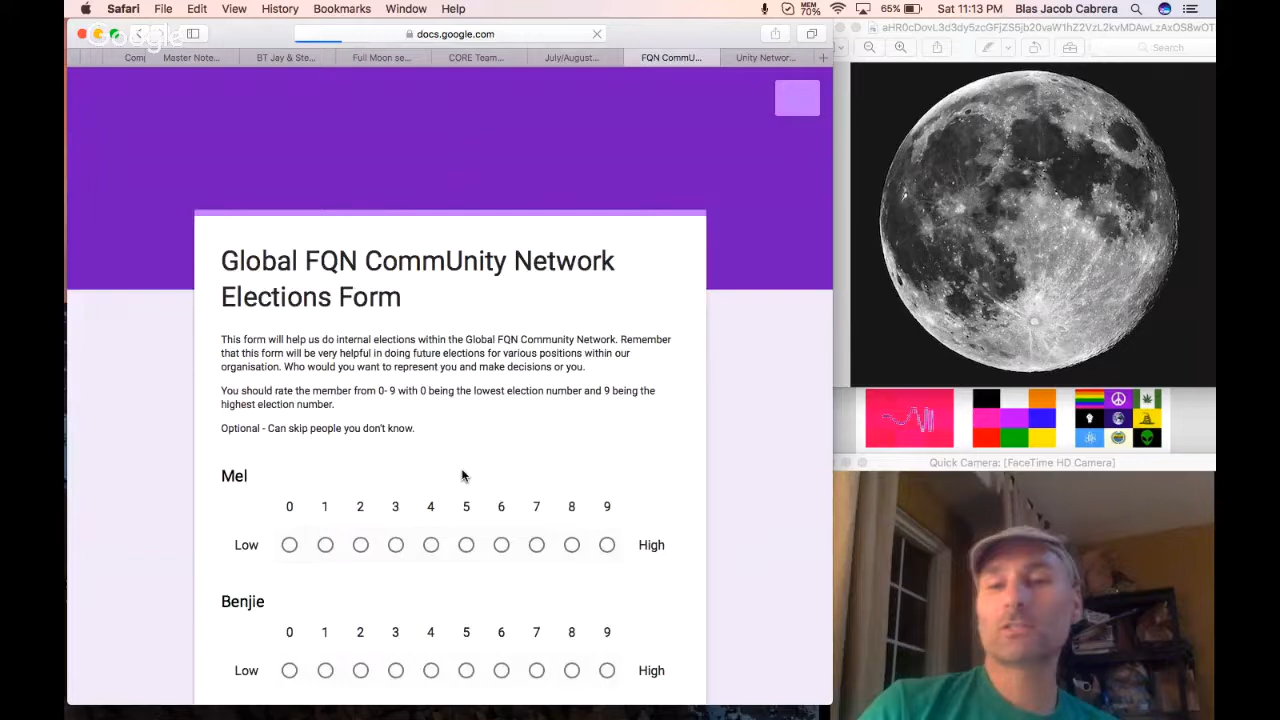 Safari File Edit View History Bookmarks Window Help MEM 70% 65% Sat 11:13 PM Blas Jacob Cabrera
Google
docs.google.com
aHR0cDovL3d3dy5zcGFjZS5jb20vaW1hZ2VzL2kvMDAwLzAxOS8wOT
Search
Com Master Note... BT Jay & Ste... Full Moon se... CORE Team... July/August... FQN CommU... Unity Networ...
Global FQN CommUnity Network
Elections Form
This form will help us do internal elections within the Global FQN Community Network. Remember
that this form will be very helpful in doing future elections for various positions within our
organisation. Who would you want to represent you and make decisions or you.
You should rate the member from 0- 9 with 0 being the lowest election number and 9 being the
highest election number.
Optional - Can skip people you don't know.
Mel
0 1 2 3 4 5 6 7 8 9
Low High
Benjie
0 1 2 3 4 5 6 7 8 9
Low High
Quick Camera: [FaceTime HD Camera]